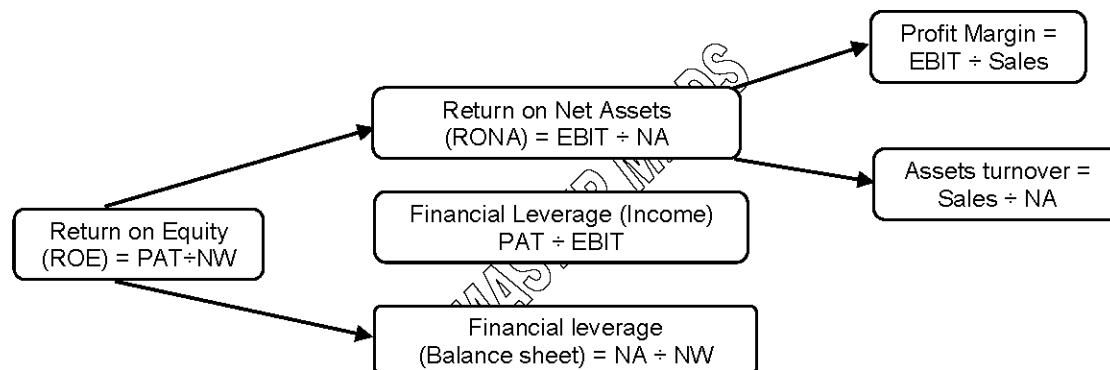 Profit Margin =
EBIT ÷ Sales
Return on Net Assets
(RONA) = EBIT ÷ NA
Assets turnover =
Sales ÷ NA
Financial Leverage (Income)
PAT ÷ EBIT
Return on Equity
(ROE) = PAT÷NW
Financial leverage
(Balance sheet) = NA ÷ NW